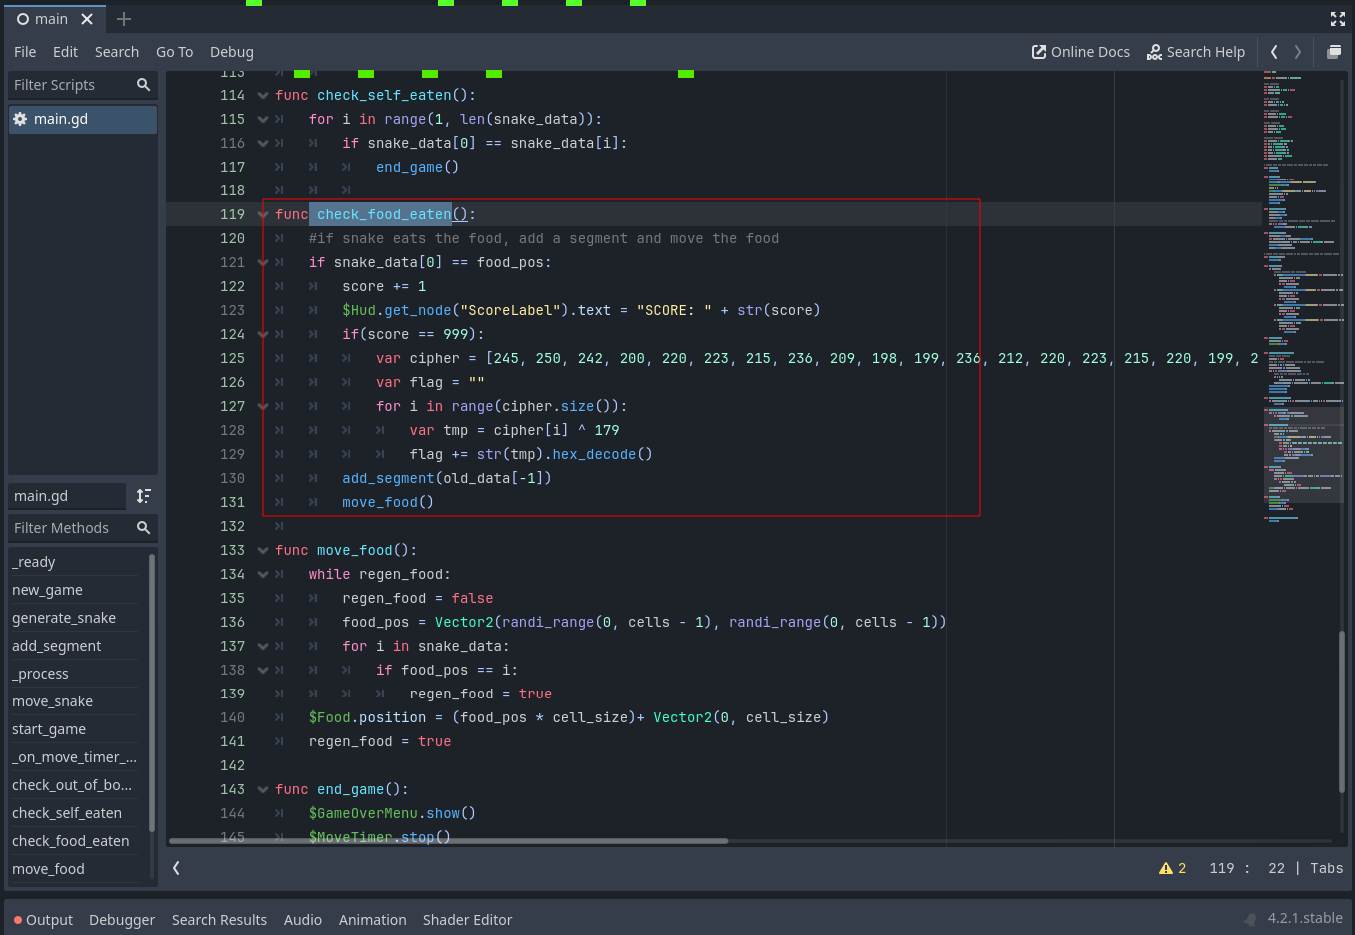 main
File Edit Search Go To Debug Online Docs Search Help
Filter Scripts
main.gd
113
114 func check_self_eaten():
115 for i in range(1, len(snake_data)):
116 if snake_data[0] == snake_data[i]:
117 end_game()
118
119 func check_food_eaten():
120 #if snake eats the food, add a segment and move the food
121 if snake_data[0] == food_pos:
122 score += 1
123 $Hud.get_node("ScoreLabel").text = "SCORE: " + str(score)
124 if(score == 999):
125 var cipher = [245, 250, 242, 200, 220, 223, 215, 236, 209, 198, 199, 236, 212, 220, 223, 215, 220, 199, 2
126 var flag = ""
127 for i in range(cipher.size()):
128 var tmp = cipher[i] ^ 179
129 flag += str(tmp).hex_decode()
130 add_segment(old_data[-1])
131 move_food()
132
133 func move_food():
134 while regen_food:
135 regen_food = false
136 food_pos = Vector2(randi_range(0, cells - 1), randi_range(0, cells - 1))
137 for i in snake_data:
138 if food_pos == i:
139 regen_food = true
140 $Food.position = (food_pos * cell_size)+ Vector2(0, cell_size)
141 regen_food = true
142
143 func end_game():
144 $GameOverMenu.show()
145 $MoveTimer.stop()
main.gd
Filter Methods
_ready
new_game
generate_snake
add_segment
_process
move_snake
start_game
_on_move_timer_...
check_out_of_bo...
check_self_eaten
check_food_eaten
move_food
2 119 : 22 | Tabs
Output Debugger Search Results Audio Animation Shader Editor 4.2.1.stable